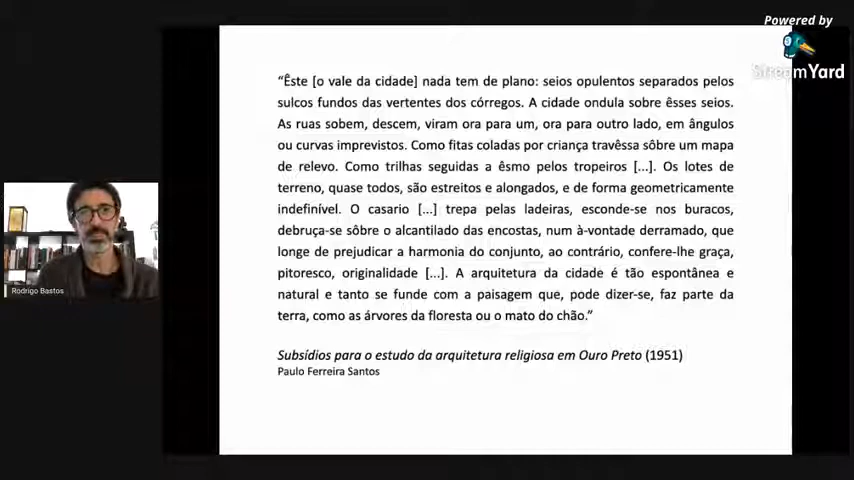 Powered by
StreamYard
“Êste [o vale da cidade] nada tem de plano: seios opulentos separados pelos
sulcos fundos das vertentes dos córregos. A cidade ondula sobre êsses seios.
As ruas sobem, descem, viram ora para um, ora para outro lado, em ângulos
ou curvas imprevistos. Como fitas coladas por criança travêssa sôbre um mapa
de relevo. Como trilhas seguidas a êsmo pelos tropeiros [...]. Os lotes de
terreno, quase todos, são estreitos e alongados, e de forma geometricamente
indefinível. O casario [...] trepa pelas ladeiras, esconde-se nos buracos,
debruça-se sôbre o alcantilado das encostas, num à-vontade derramado, que
longe de prejudicar a harmonia do conjunto, ao contrário, confere-lhe graça,
pitoresco, originalidade [...]. A arquitetura da cidade é tão espontânea e
natural e tanto se funde com a paisagem que, pode dizer-se, faz parte da
terra, como as árvores da floresta ou o mato do chão.”
Subsídios para o estudo da arquitetura religiosa em Ouro Preto (1951)
Paulo Ferreira Santos
Rodrigo Bastos